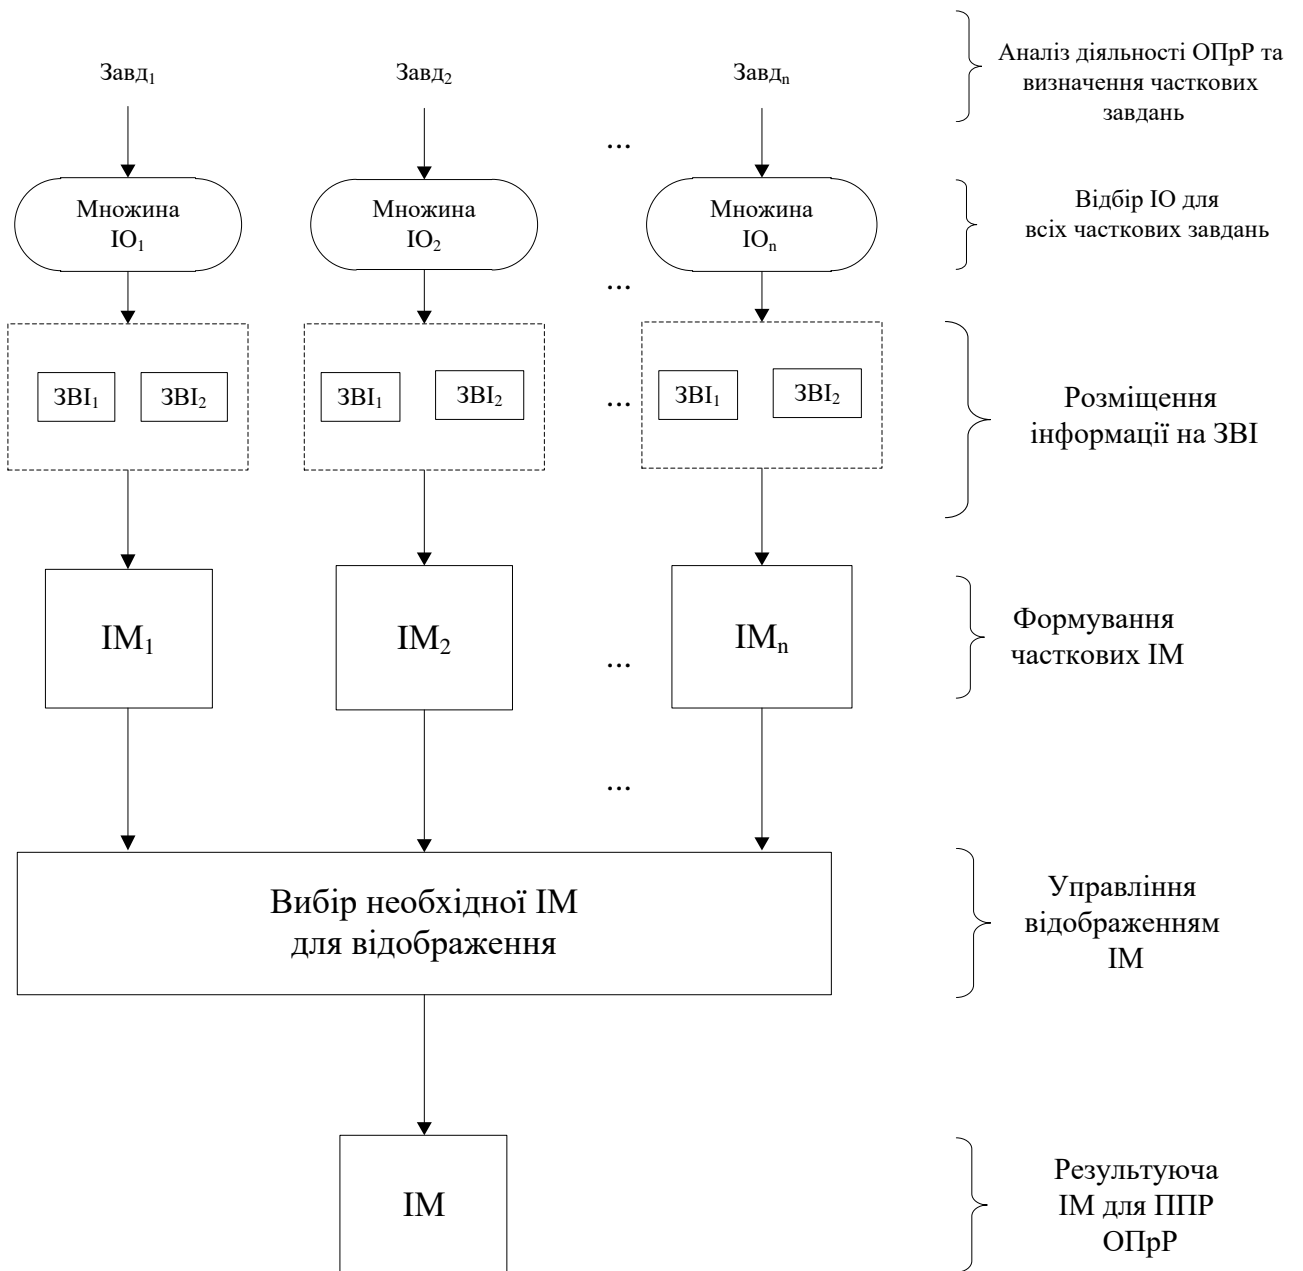 Завд₁
Завд₂
Завдₙ
Аналіз діяльності ОПрР та
визначення часткових
завдань
...
Множина
ІО₁
Множина
ІО₂
Множина
ІОₙ
Відбір ІО для
всіх часткових завдань
...
ЗВІ₁
ЗВІ₂
ЗВІ₁
ЗВІ₂
...
ЗВІ₁
ЗВІ₂
Розміщення
інформації на ЗВІ
ІМ₁
ІМ₂
...
ІМₙ
Формування
часткових ІМ
...
Вибір необхідної ІМ
для відображення
Управління
відображенням
ІМ
ІМ
Результуюча
ІМ для ППР
ОПрР